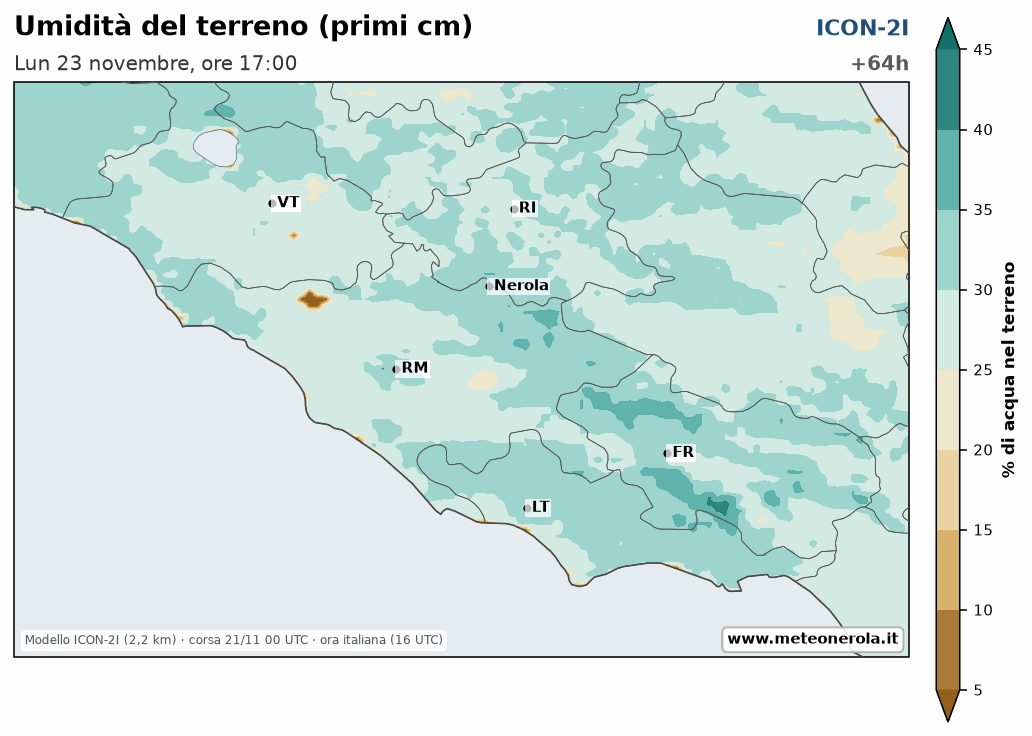 Umidità del terreno (primi cm)
ICON-2I
Lun 23 novembre, ore 17:00
+64h
VT
RI
Nerola
RM
FR
LT
Modello ICON-2I (2,2 km) · corsa 21/11 00 UTC · ora italiana (16 UTC)
www.meteonerola.it
45
40
35
30
25
20
15
10
5
% di acqua nel terreno